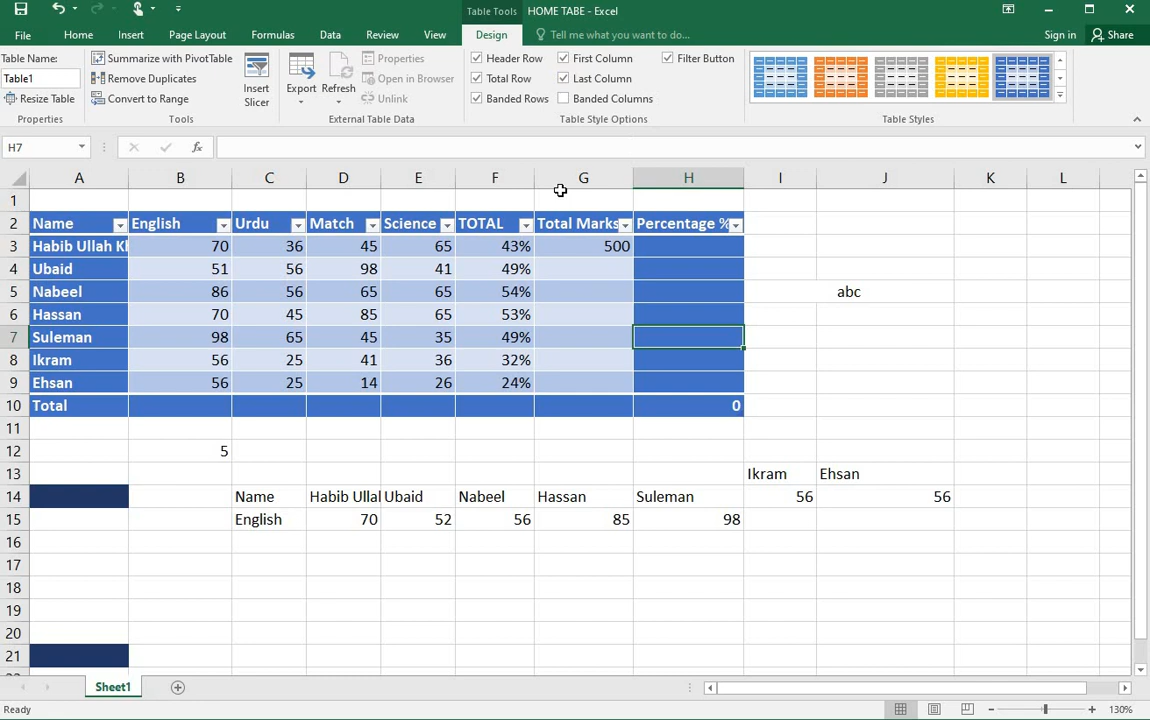 Table Tools HOME TABE - Excel
File Home Insert Page Layout Formulas Data Review View Design Tell me what you want to do... Sign in Share
Table Name: Summarize with PivotTable Properties Header Row First Column Filter Button
Table1 Remove Duplicates Insert Slicer Export Refresh Open in Browser Total Row Last Column
Resize Table Convert to Range Unlink Banded Rows Banded Columns
Properties Tools External Table Data Table Style Options Table Styles
H7 fx
A B C D E F G H I J K L
1
2 Name English Urdu Match Science TOTAL Total Marks Percentage %
3 Habib Ullah Kh 70 36 45 65 43% 500
4 Ubaid 51 56 98 41 49%
5 Nabeel 86 56 65 65 54% abc
6 Hassan 70 45 85 65 53%
7 Suleman 98 65 45 35 49%
8 Ikram 56 25 41 36 32%
9 Ehsan 56 25 14 26 24%
10 Total 0
11
12 5
13 Ikram Ehsan
14 Name Habib Ullal Ubaid Nabeel Hassan Suleman 56 56
15 English 70 52 56 85 98
16
17
18
19
20
21
Sheet1
Ready 130%